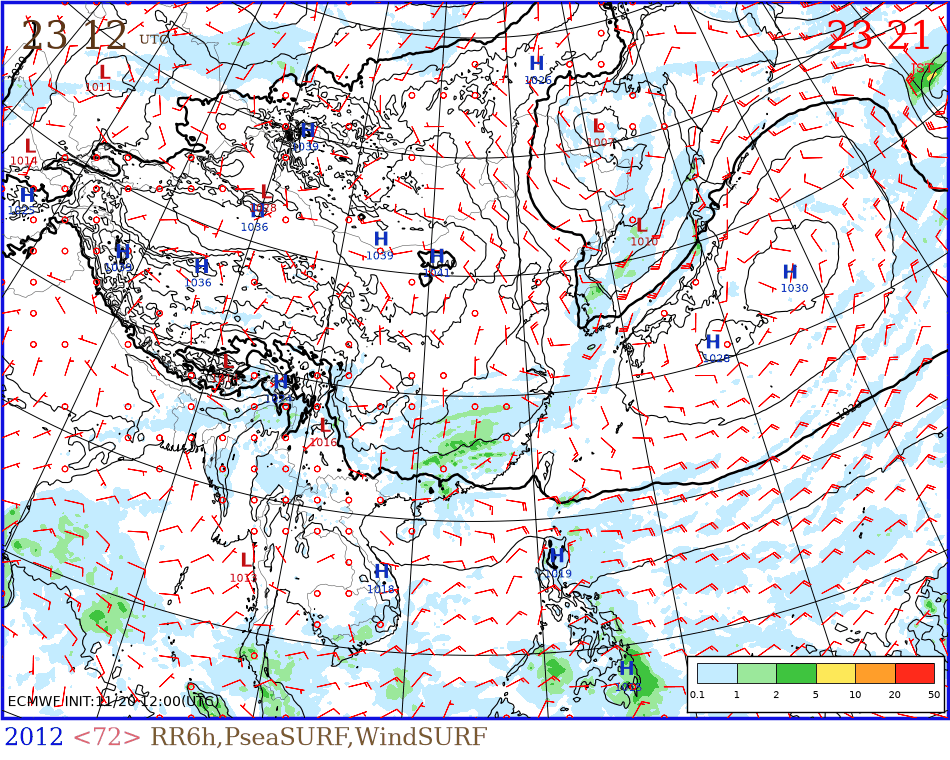 23 12 UTC
23 21
H
1026
L
1011
L
1007
H
1039
L
1014
H
L
H
1036
L
1010
H
1039
H
1041
H
1039
H
1036
H
1030
H
1028
L
H
1020
L
1016
H
1019
L
H
1018
H
ECMWF INIT:11/20 12:00(UTC)
0.1 1 2 5 10 20 50
2012 <72> RR6h,PseaSURF,WindSURF